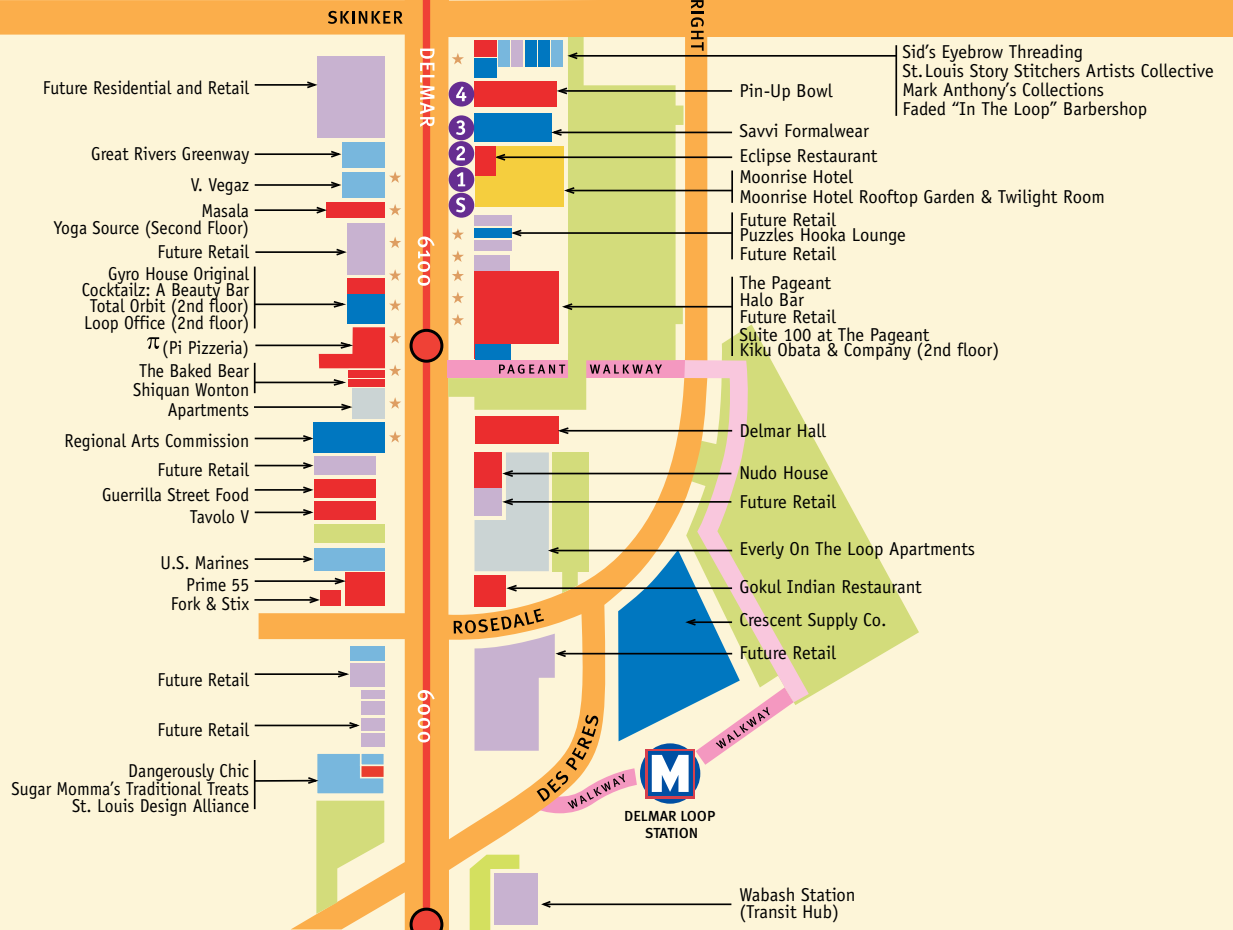 SKINKER
DELMAR
RIGHT
Future Residential and Retail
Great Rivers Greenway
V. Vegaz
Masala
Yoga Source (Second Floor)
Future Retail
Gyro House Original
Cocktailz: A Beauty Bar
Total Orbit (2nd floor)
Loop Office (2nd floor)
π (Pi Pizzeria)
The Baked Bear
Shiquan Wonton
Apartments
Regional Arts Commission
Future Retail
Guerrilla Street Food
Tavolo V
U.S. Marines
Prime 55
Fork & Stix
Future Retail
Future Retail
Dangerously Chic
Sugar Momma's Traditional Treats
St. Louis Design Alliance
6100
6000
4
3
2
1
S
Sid's Eyebrow Threading
St.Louis Story Stitchers Artists Collective
Mark Anthony's Collections
Faded "In The Loop" Barbershop
Pin-Up Bowl
Savvi Formalwear
Eclipse Restaurant
Moonrise Hotel
Moonrise Hotel Rooftop Garden & Twilight Room
Future Retail
Puzzles Hooka Lounge
Future Retail
The Pageant
Halo Bar
Future Retail
Suite 100 at The Pageant
Kiku Obata & Company (2nd floor)
PAGEANT WALKWAY
Delmar Hall
Nudo House
Future Retail
Everly On The Loop Apartments
Gokul Indian Restaurant
ROSEDALE
Crescent Supply Co.
Future Retail
DES PERES
WALKWAY
WALKWAY
M
DELMAR LOOP
STATION
Wabash Station
(Transit Hub)